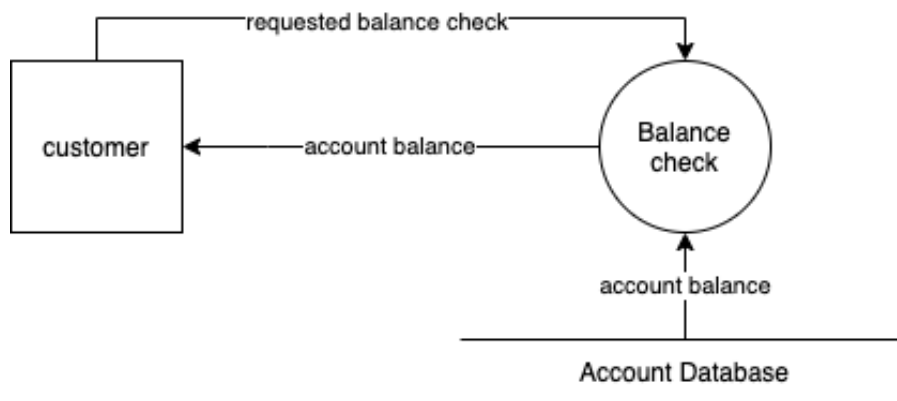 requested balance check
customer
account balance
Balance
check
account balance
Account Database